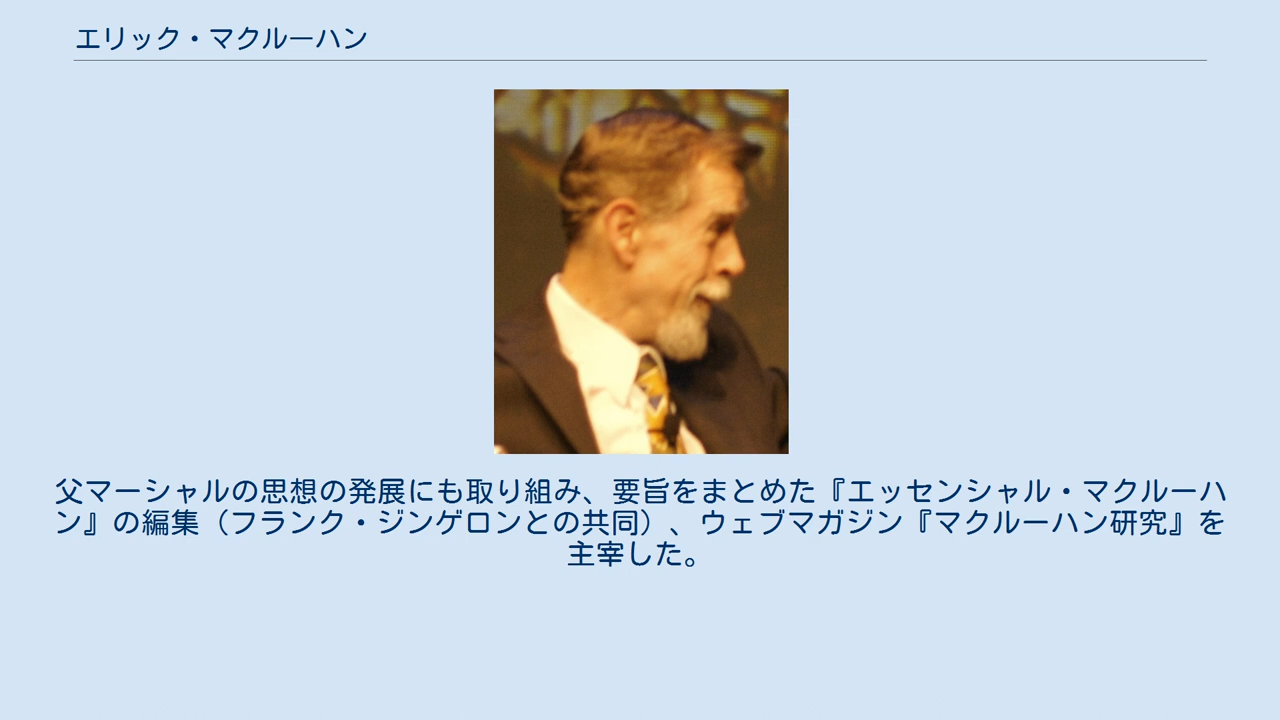 エリック・マクルーハン
父マーシャルの思想の発展にも取り組み、要旨をまとめた『エッセンシャル・マクルーハ
ン』の編集（フランク・ジンゲロンとの共同）、ウェブマガジン『マクルーハン研究』を
主宰した。